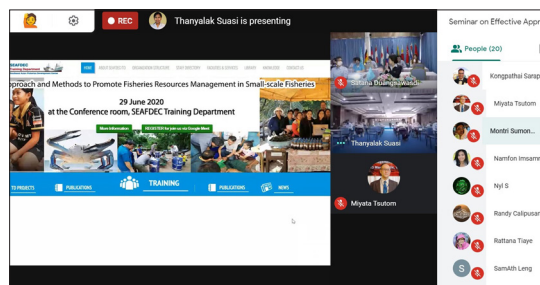 REC
Thanyalak Suasi is presenting
Seminar on Effective Appr
People (20)
SEAFDEC
Training Department
HOME
proach and Methods to Promote Fisheries Resources Management in Small-scale Fisheries
29 June 2020
at the Conference room, SEAFDEC Training Department
More Information
REGISTER for join us via Google Meet
TO PROJECTS
PUBLICATIONS
TRAINING
PUBLICATIONS
NEWS
Thanyalak Suasi
Miyata Tsutom
Kongpathai Sarap
Miyata Tsutom
Montri Sumon...
Namfon Imsamr
Nyl S
Randy Calipusar
Rattana Tiaye
S
SamAth Leng